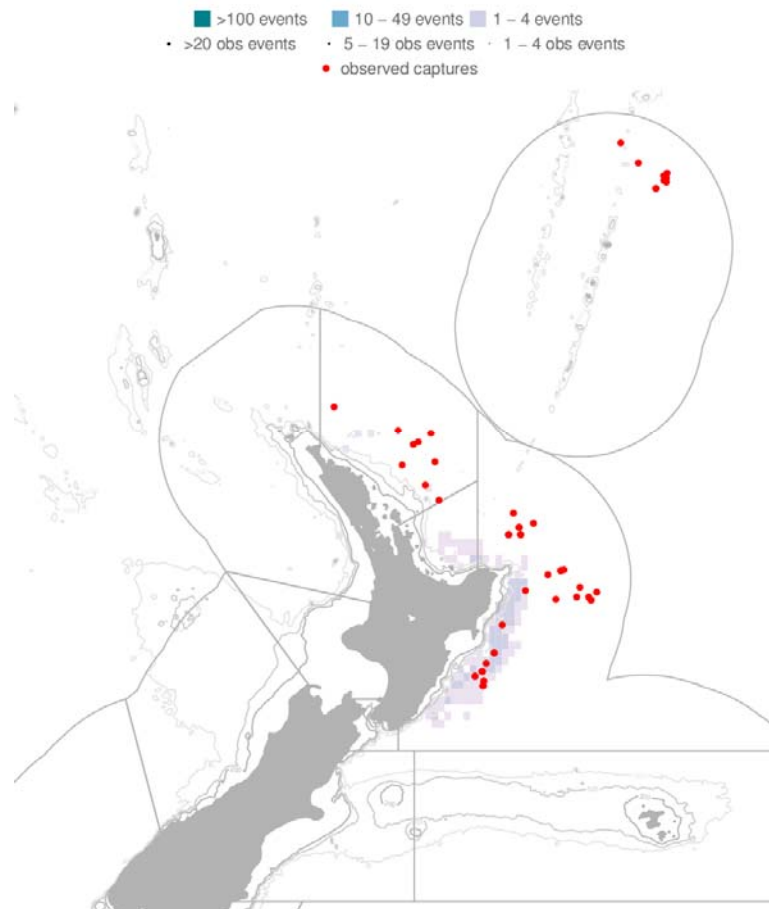 >100 events 10 – 49 events 1 – 4 events
>20 obs events 5 – 19 obs events 1 – 4 obs events
observed captures